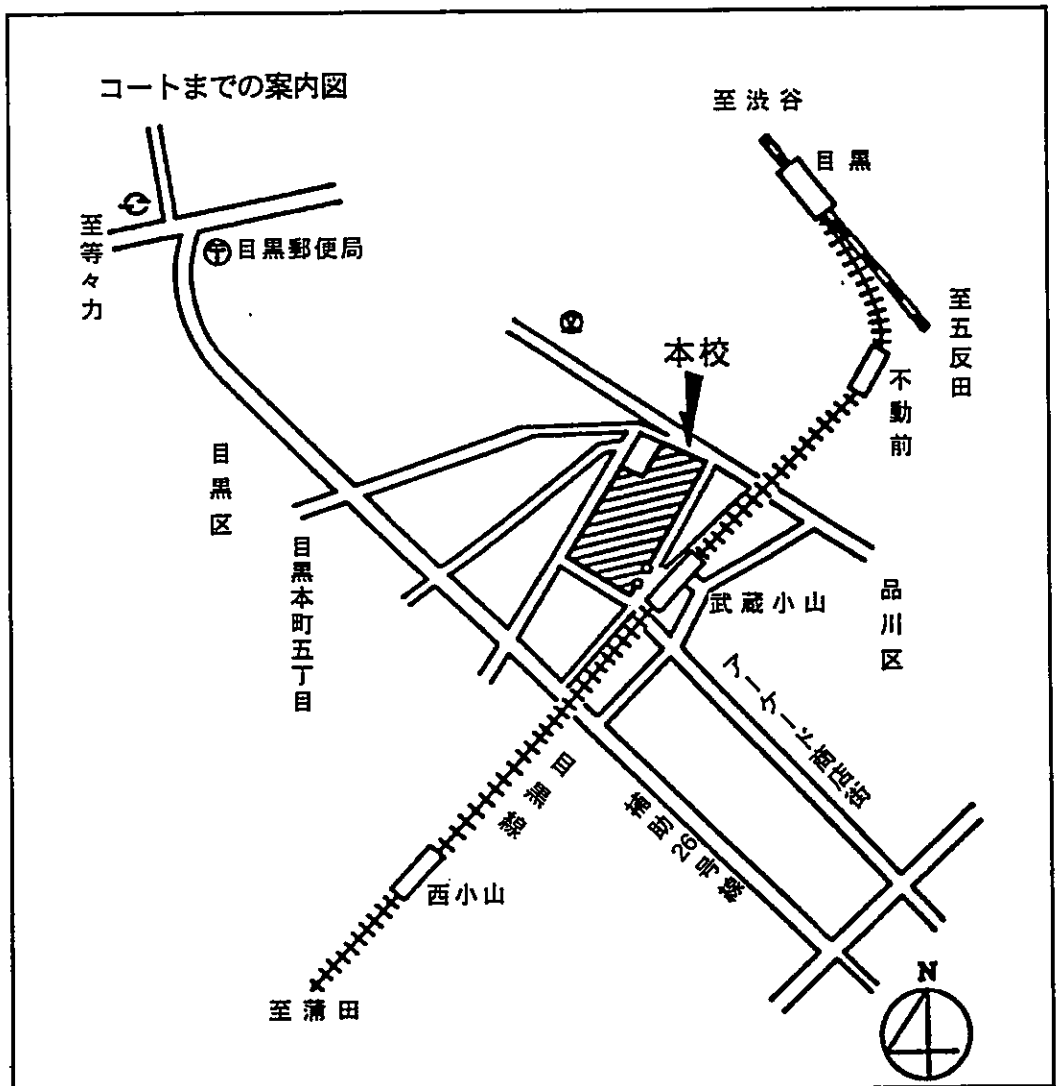 コートまでの案内図
至渋谷
目黒
至等々力
〒目黒郵便局
至五反田
本校
不動前
目黒区
目黒本町五丁目
武蔵小山
品川区
アーケード商店街
目黒線
補助26号線
西小山
至蒲田
N